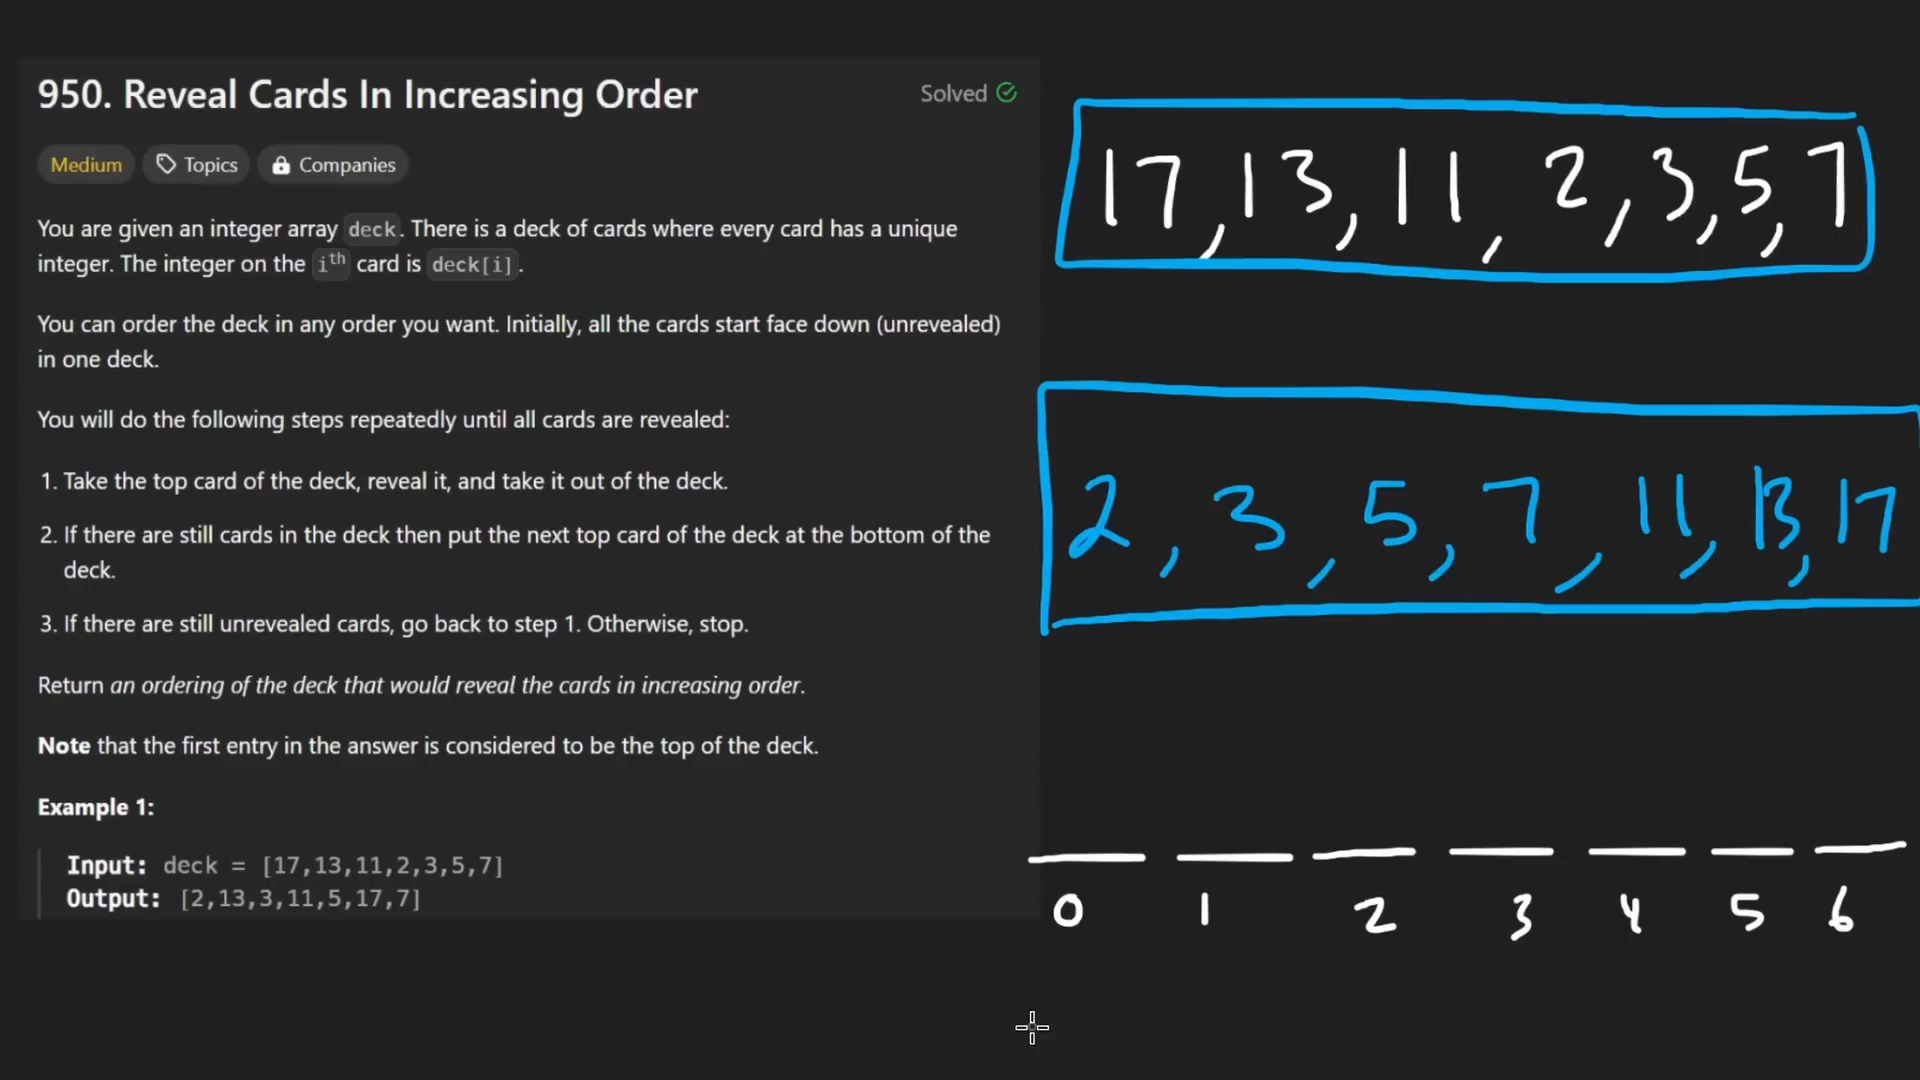 950. Reveal Cards In Increasing Order
Solved
Medium Topics Companies
You are given an integer array deck. There is a deck of cards where every card has a unique
integer. The integer on the ith card is deck[i].
You can order the deck in any order you want. Initially, all the cards start face down (unrevealed)
in one deck.
You will do the following steps repeatedly until all cards are revealed:
1. Take the top card of the deck, reveal it, and take it out of the deck.
2. If there are still cards in the deck then put the next top card of the deck at the bottom of the
deck.
3. If there are still unrevealed cards, go back to step 1. Otherwise, stop.
Return an ordering of the deck that would reveal the cards in increasing order.
Note that the first entry in the answer is considered to be the top of the deck.
Example 1:
Input: deck = [17,13,11,2,3,5,7]
Output: [2,13,3,11,5,17,7]
17, 13, 11, 2, 3, 5, 7
2, 3, 5, 7, 11, 13, 17
0 1 2 3 4 5 6